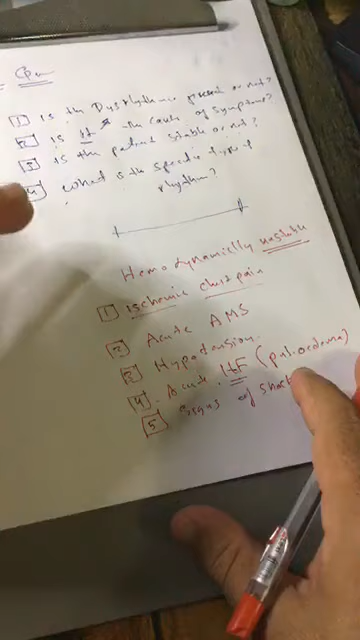 Qu
1 Is the Dysrhythmia present or not?
2 Is it the cause of symptoms?
3 Is the patient stable or not?
4 What is the specific type of
rhythm?
Hemodynamically unstable
1 Ischemic chest pain
2 Acute AMS
3 Hypotension.
4. Acute. HF (pul.oedema)
5 signs of shock